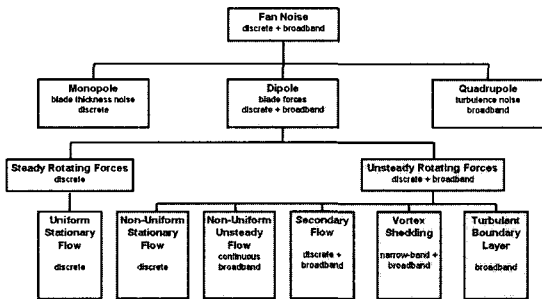 Fan Noise
discrete + broadband
Monopole
blade thickness noise
discrete
Dipole
blade forces
discrete + broadband
Quadrupole
turbulence noise
broadband
Steady Rotating Forces
discrete
Unsteady Rotating Forces
discrete + broadband
Uniform
Stationary
Flow
discrete
Non-Uniform
Stationary
Flow
discrete
Non-Uniform
Unsteady
Flow
continuous
broadband
Secondary
Flow
discrete +
broadband
Vortex
Shedding
narrow-band +
broadband
Turbulant
Boundary
Layer
broadband